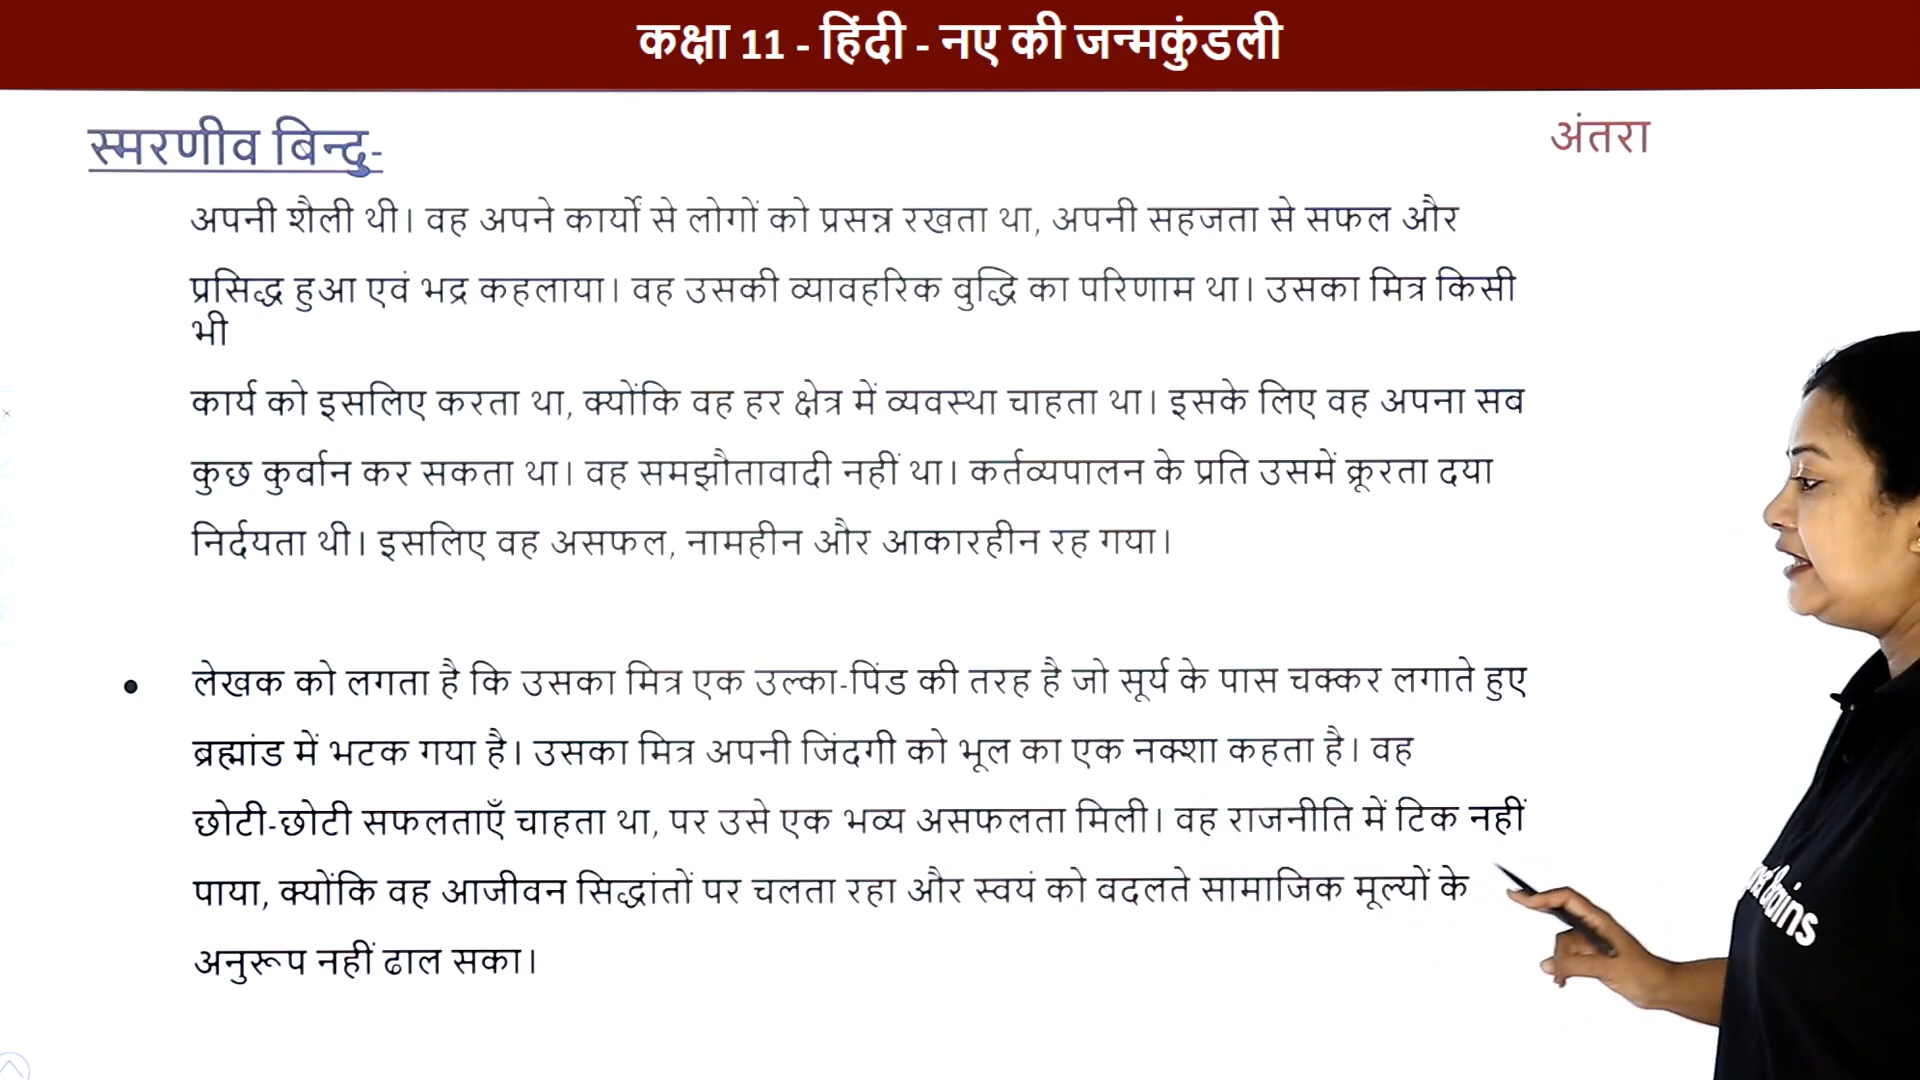 कक्षा 11 - हिंदी - नए की जन्मकुंडली
स्मरणीव बिन्दु-
अंतरा
अपनी शैली थी। वह अपने कार्यों से लोगों को प्रसन्न रखता था, अपनी सहजता से सफल और
प्रसिद्ध हुआ एवं भद्र कहलाया। वह उसकी व्यावहरिक बुद्धि का परिणाम था। उसका मित्र किसी
भी
कार्य को इसलिए करता था, क्योंकि वह हर क्षेत्र में व्यवस्था चाहता था। इसके लिए वह अपना सब
कुछ कुर्बान कर सकता था। वह समझौतावादी नहीं था। कर्तव्यपालन के प्रति उसमें क्रूरता दया
निर्दयता थी। इसलिए वह असफल, नामहीन और आकारहीन रह गया।
• लेखक को लगता है कि उसका मित्र एक उल्का-पिंड की तरह है जो सूर्य के पास चक्कर लगाते हुए
ब्रह्मांड में भटक गया है। उसका मित्र अपनी जिंदगी को भूल का एक नक्शा कहता है। वह
छोटी-छोटी सफलताएँ चाहता था, पर उसे एक भव्य असफलता मिली। वह राजनीति में टिक नहीं
पाया, क्योंकि वह आजीवन सिद्धांतों पर चलता रहा और स्वयं को वदलते सामाजिक मूल्यों के
अनुरूप नहीं ढाल सका।